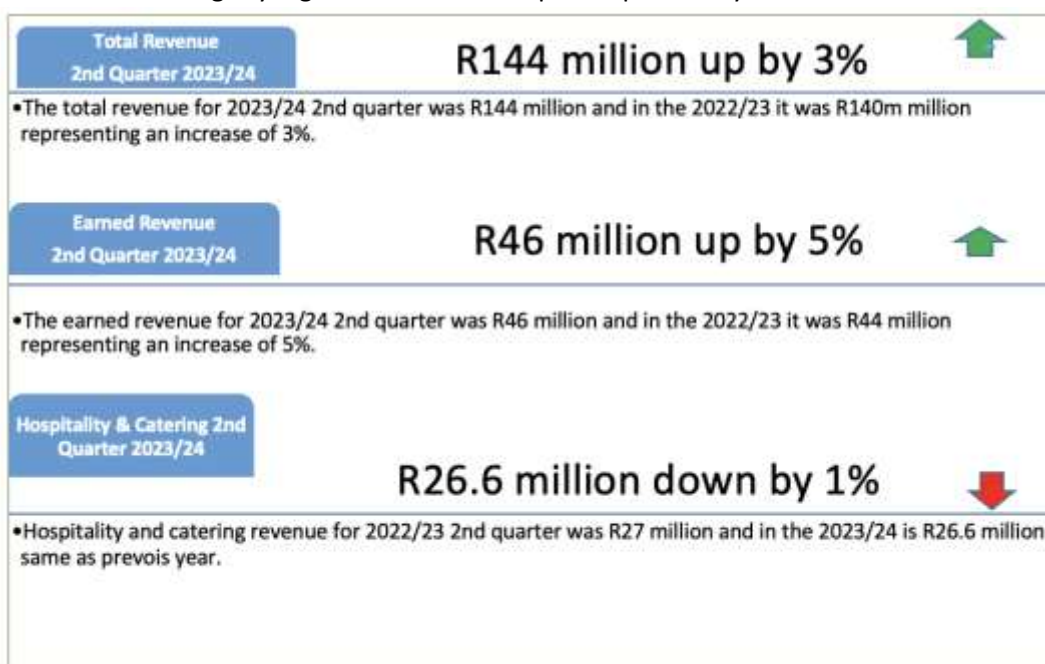 Total Revenue
2nd Quarter 2023/24
R144 million up by 3%
•The total revenue for 2023/24 2nd quarter was R144 million and in the 2022/23 it was R140m million
representing an increase of 3%.
Earned Revenue
2nd Quarter 2023/24
R46 million up by 5%
•The earned revenue for 2023/24 2nd quarter was R46 million and in the 2022/23 it was R44 million
representing an increase of 5%.
Hospitality & Catering 2nd
Quarter 2023/24
R26.6 million down by 1%
•Hospitality and catering revenue for 2022/23 2nd quarter was R27 million and in the 2023/24 is R26.6 million
same as prevois year.